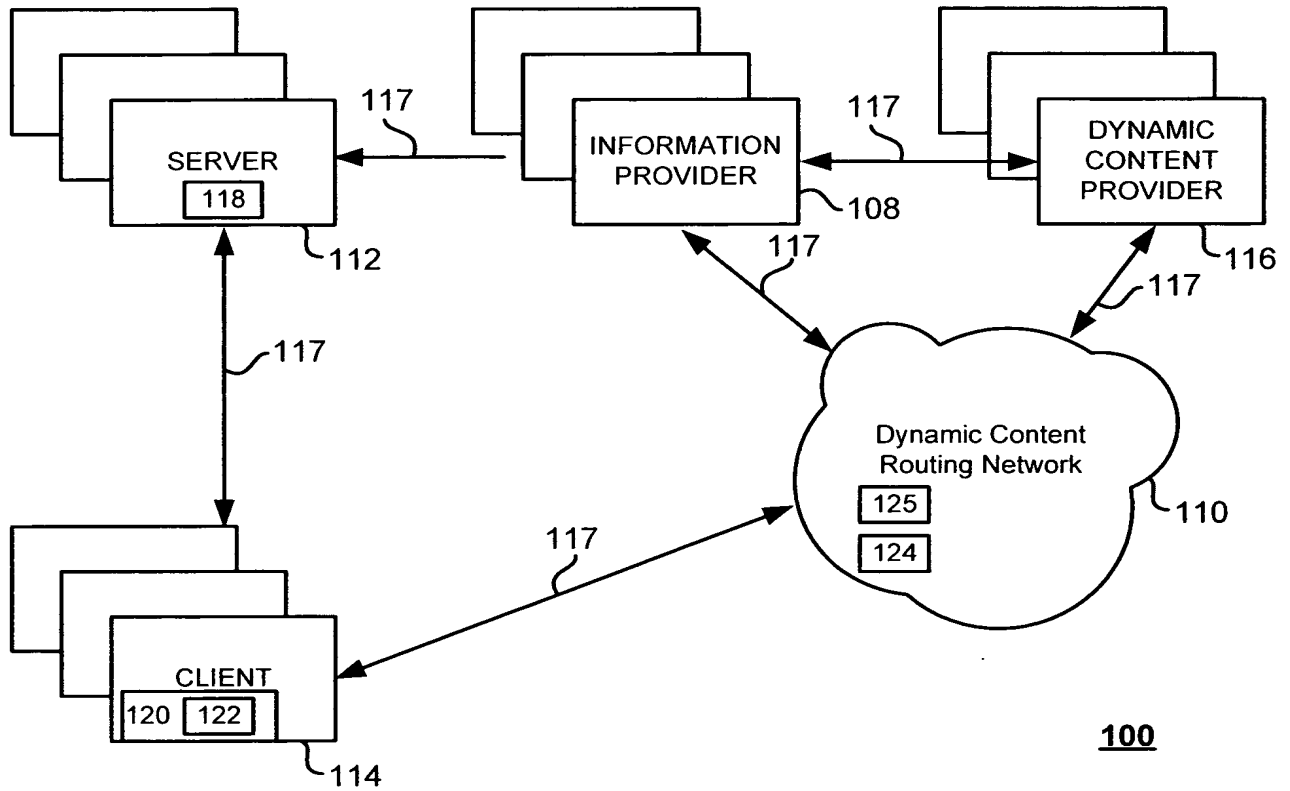 117
117
SERVER
118
112
INFORMATION
PROVIDER
108
DYNAMIC
CONTENT
PROVIDER
116
117
117
117
Dynamic Content
Routing Network
125
124
110
117
CLIENT
120
122
114
100